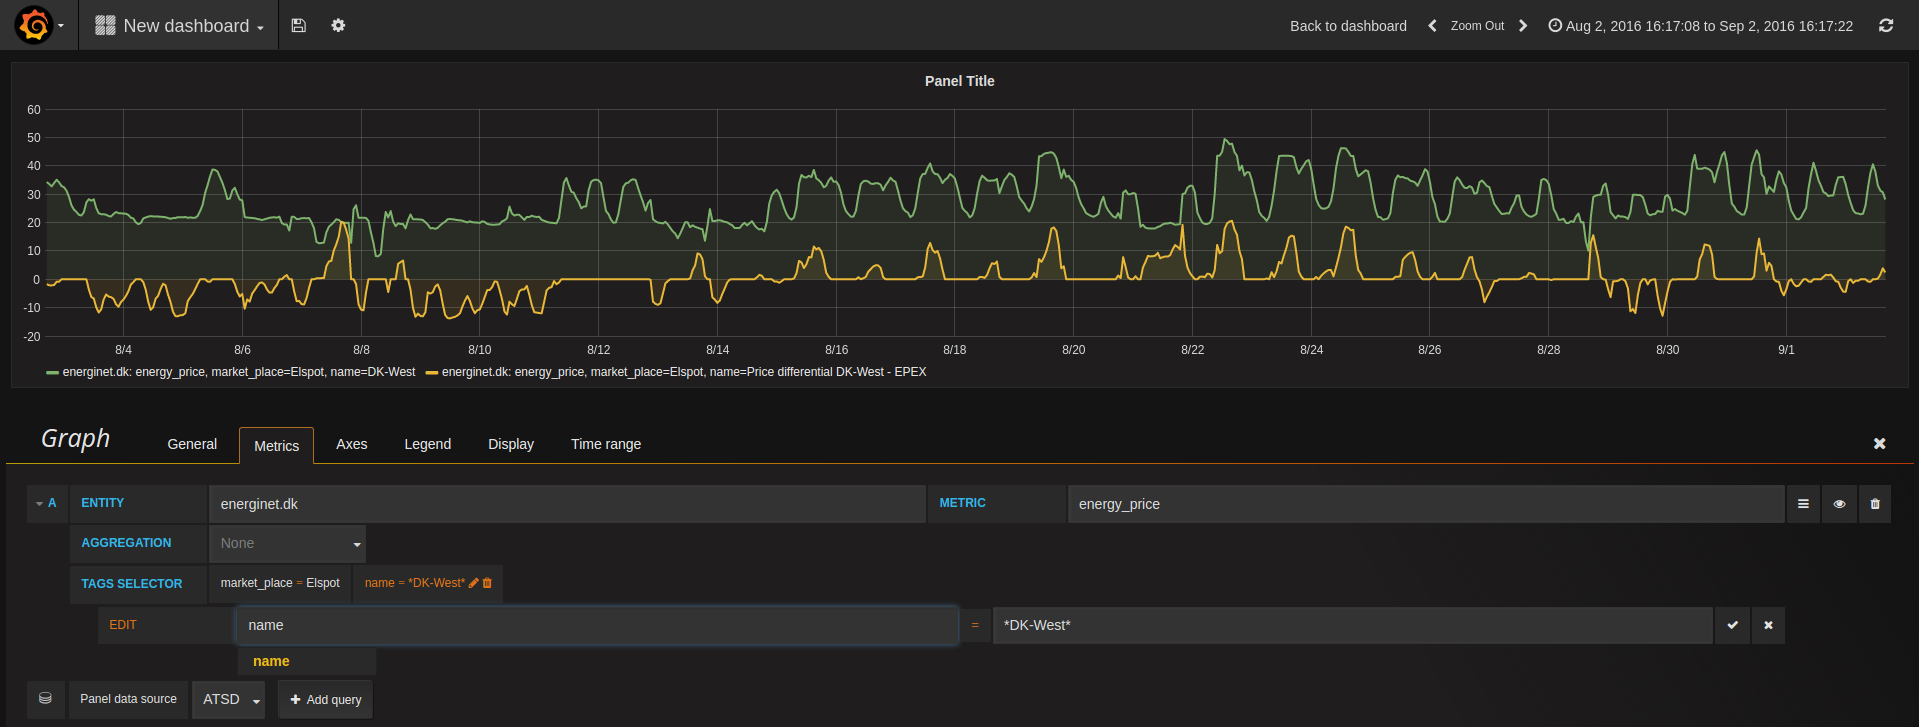 New dashboard
Back to dashboard Zoom Out Aug 2, 2016 16:17:08 to Sep 2, 2016 16:17:22
Panel Title
60
50
40
30
20
10
0
-10
-20
8/4 8/6 8/8 8/10 8/12 8/14 8/16 8/18 8/20 8/22 8/24 8/26 8/28 8/30 9/1
energinet.dk: energy_price, market_place=Elspot, name=DK-West energinet.dk: energy_price, market_place=Elspot, name=Price differential DK-West - EPEX
Graph General Metrics Axes Legend Display Time range
A ENTITY energinet.dk METRIC energy_price
AGGREGATION None
TAGS SELECTOR market_place = Elspot name = *DK-West*
EDIT name = *DK-West*
name
Panel data source ATSD Add query